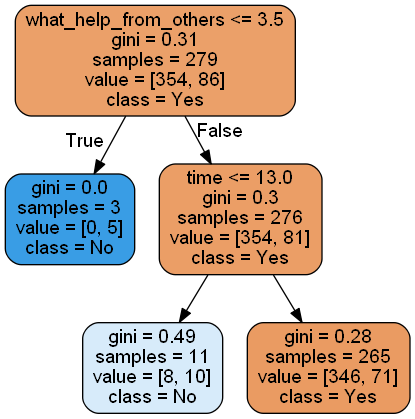 what_help_from_others <= 3.5
gini = 0.31
samples = 279
value = [354, 86]
class = Yes
True
False
gini = 0.0
samples = 3
value = [0, 5]
class = No
time <= 13.0
gini = 0.3
samples = 276
value = [354, 81]
class = Yes
gini = 0.49
samples = 11
value = [8, 10]
class = No
gini = 0.28
samples = 265
value = [346, 71]
class = Yes